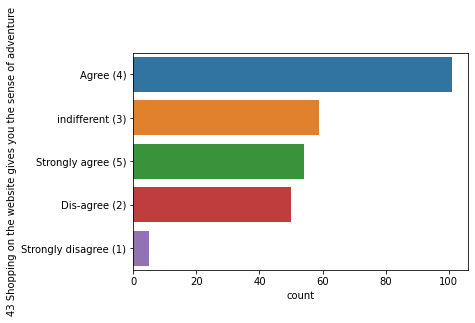 43 Shopping on the website gives you the sense of adventure
Agree (4)
indifferent (3)
Strongly agree (5)
Dis-agree (2)
Strongly disagree (1)
0 20 40 60 80 100
count